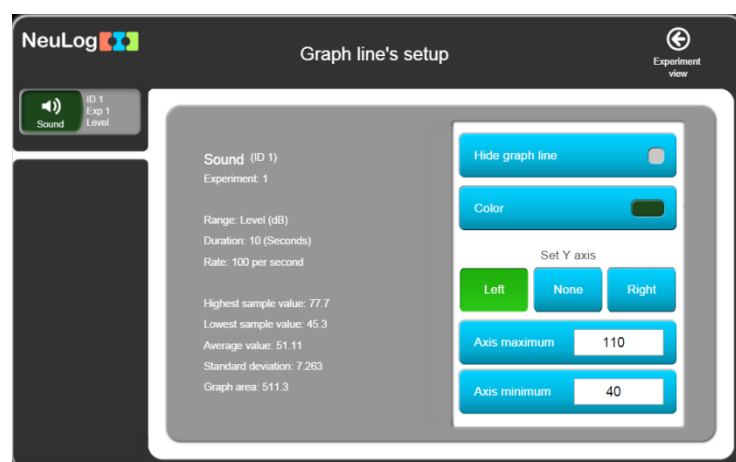 NeuLog
Graph line's setup
Experiment
view
Sound
ID 1
Exp 1
Level
Sound (ID 1)
Experiment: 1
Range: Level (dB)
Duration: 10 (Seconds)
Rate: 100 per second
Highest sample value: 77.7
Lowest sample value: 45.3
Average value: 51.11
Standard deviation: 7.263
Graph area: 511.3
Hide graph line
Color
Set Y axis
Left None Right
Axis maximum 110
Axis minimum 40